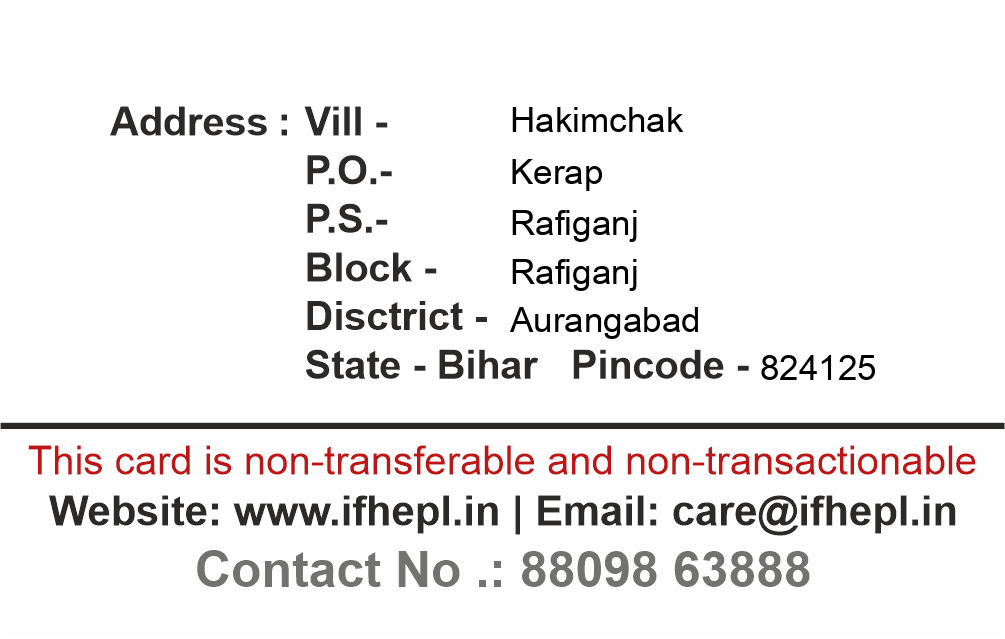 Address : Vill - Hakimchak
P.O.- Kerap
P.S.- Rafiganj
Block - Rafiganj
Disctrict - Aurangabad
State - Bihar Pincode - 824125
This card is non-transferable and non-transactionable
Website: www.ifhepl.in | Email: care@ifhepl.in
Contact No .: 88098 63888